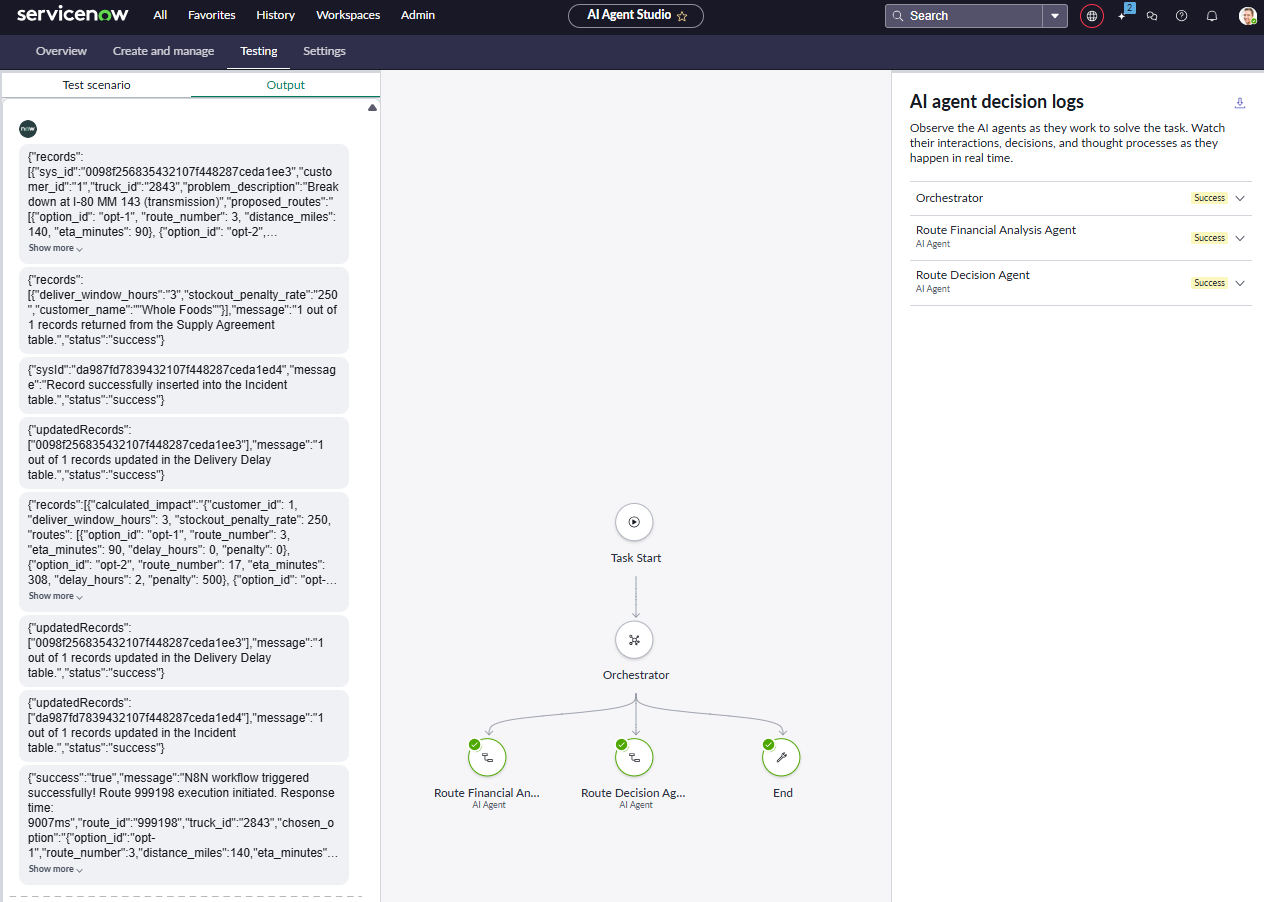 servicenow
All
Favorites
History
Workspaces
Admin
AI Agent Studio
Search
2
Overview
Create and manage
Testing
Settings
Test scenario
Output
now
{"records":
[{"sys_id":"0098f256835432107f448287ceda1ee3","custo
mer_id":"1","truck_id":"2843","problem_description":"Break
down at I-80 MM 143 (transmission)","proposed_routes":"
[{"option_id": "opt-1", "route_number": 3, "distance_miles":
140, "eta_minutes": 90}, {"option_id": "opt-2",...
Show more
{"records":
[{"deliver_window_hours":"3","stockout_penalty_rate":"250
","customer_name":""Whole Foods""}],"message":"1 out of
1 records returned from the Supply Agreement
table.","status":"success"}
{"sysId":"da987fd7839432107f448287ceda1ed4","messag
e":"Record successfully inserted into the Incident
table.","status":"success"}
{"updatedRecords":
["0098f256835432107f448287ceda1ee3"],"message":"1
out of 1 records updated in the Delivery Delay
table.","status":"success"}
{"records":[{"calculated_impact":"{"customer_id": 1,
"deliver_window_hours": 3, "stockout_penalty_rate": 250,
"routes": [{"option_id": "opt-1", "route_number": 3,
"eta_minutes": 90, "delay_hours": 0, "penalty": 0},
{"option_id": "opt-2", "route_number": 17, "eta_minutes":
308, "delay_hours": 2, "penalty": 500}, {"option_id": "opt-...
Show more
{"updatedRecords":
["0098f256835432107f448287ceda1ee3"],"message":"1
out of 1 records updated in the Delivery Delay
table.","status":"success"}
{"updatedRecords":
["da987fd7839432107f448287ceda1ed4"],"message":"1
out of 1 records updated in the Incident
table.","status":"success"}
{"success":"true","message":"N8N workflow triggered
successfully! Route 999198 execution initiated. Response
time:
9007ms","route_id":"999198","truck_id":"2843","chosen_o
ption":"{"option_id":"opt-
1","route_number":3,"distance_miles":140,"eta_minutes"...
Show more
Task Start
Orchestrator
Route Financial An...
AI Agent
Route Decision Ag...
AI Agent
End
AI agent decision logs
Observe the AI agents as they work to solve the task. Watch
their interactions, decisions, and thought processes as they
happen in real time.
Orchestrator
Success
Route Financial Analysis Agent
AI Agent
Success
Route Decision Agent
AI Agent
Success